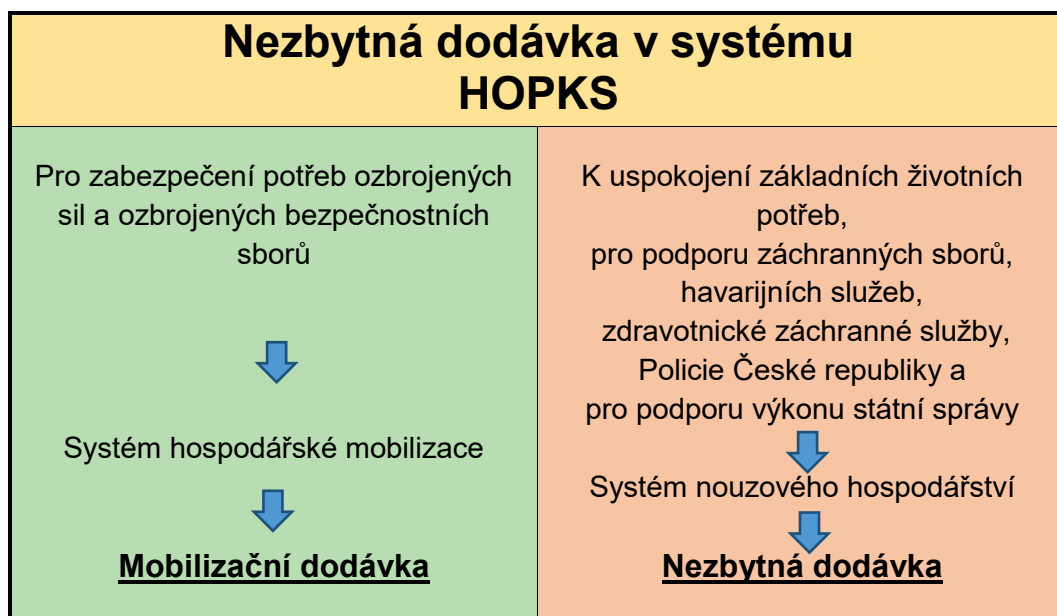 Nezbytná dodávka v systému
HOPKS
Pro zabezpečení potřeb ozbrojených
sil a ozbrojených bezpečnostních
sborů
Systém hospodářské mobilizace
Mobilizační dodávka
K uspokojení základních životních
potřeb,
pro podporu záchranných sborů,
havarijních služeb,
zdravotnické záchranné služby,
Policie České republiky a
pro podporu výkonu státní správy
Systém nouzového hospodářství
Nezbytná dodávka